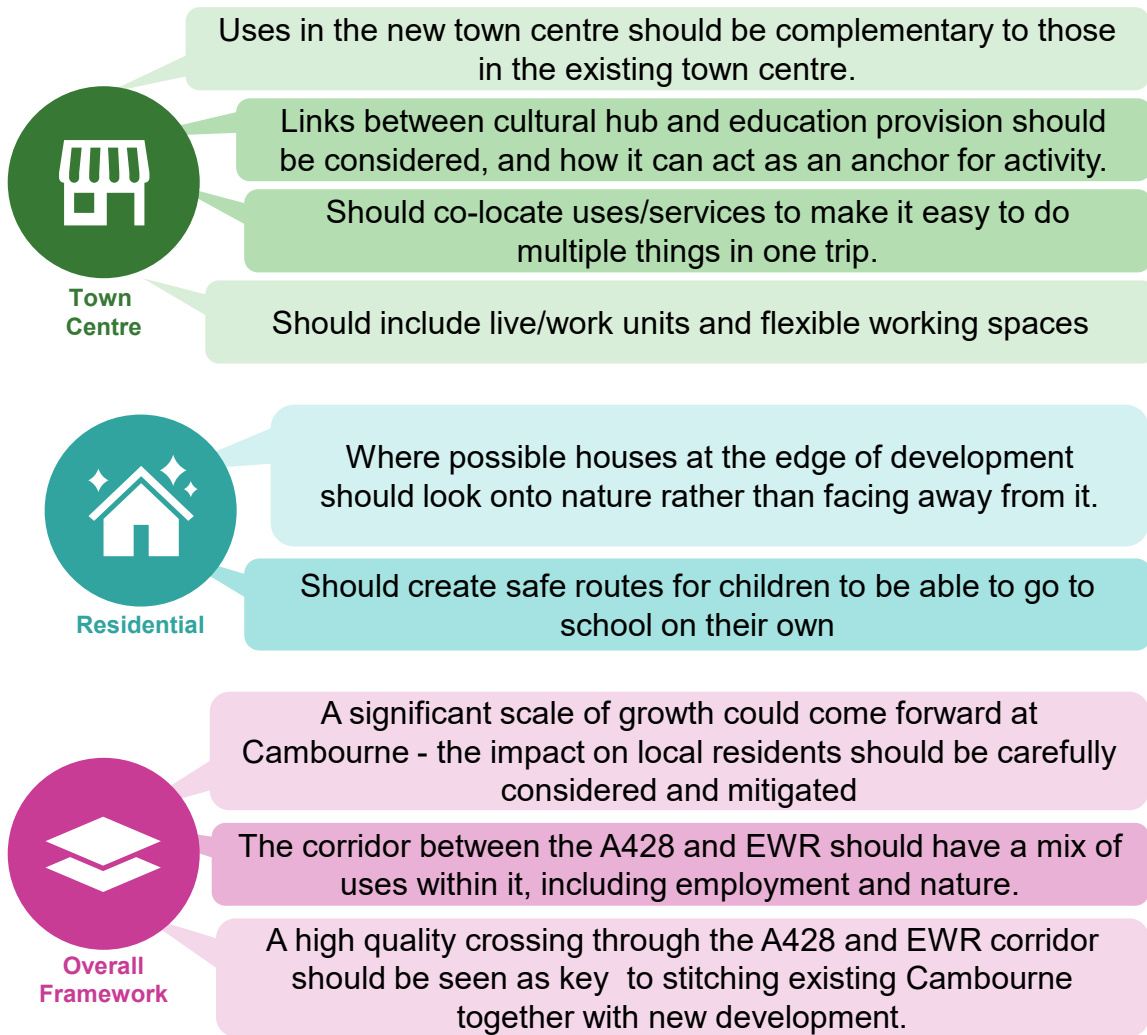 Uses in the new town centre should be complementary to those
in the existing town centre.
Links between cultural hub and education provision should
be considered, and how it can act as an anchor for activity.
Should co-locate uses/services to make it easy to do
multiple things in one trip.
Should include live/work units and flexible working spaces
Town
Centre
Where possible houses at the edge of development
should look onto nature rather than facing away from it.
Should create safe routes for children to be able to go to
school on their own
Residential
A significant scale of growth could come forward at
Cambourne - the impact on local residents should be carefully
considered and mitigated
The corridor between the A428 and EWR should have a mix of
uses within it, including employment and nature.
A high quality crossing through the A428 and EWR corridor
should be seen as key  to stitching existing Cambourne
together with new development.
Overall
Framework